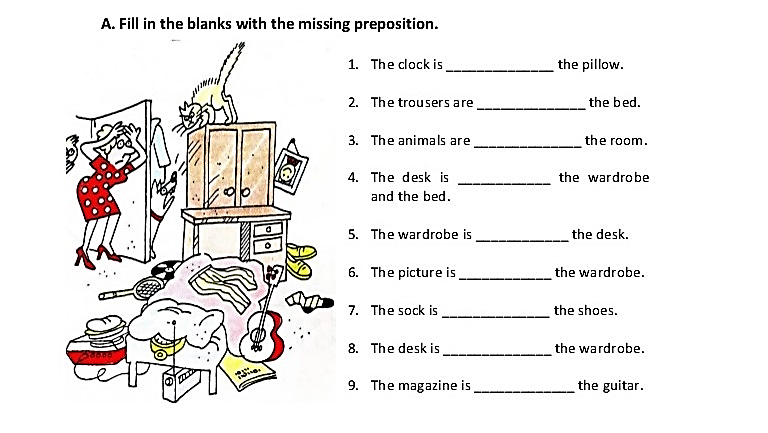 A. Fill in the blanks with the missing preposition.
1. The clock is ______________ the pillow.
2. The trousers are ______________ the bed.
3. The animals are ______________ the room.
4. The desk is ____________ the wardrobe
and the bed.
5. The wardrobe is ____________ the desk.
6. The picture is ____________ the wardrobe.
7. The sock is ______________ the shoes.
8. The desk is ______________ the wardrobe.
9. The magazine is _____________ the guitar.